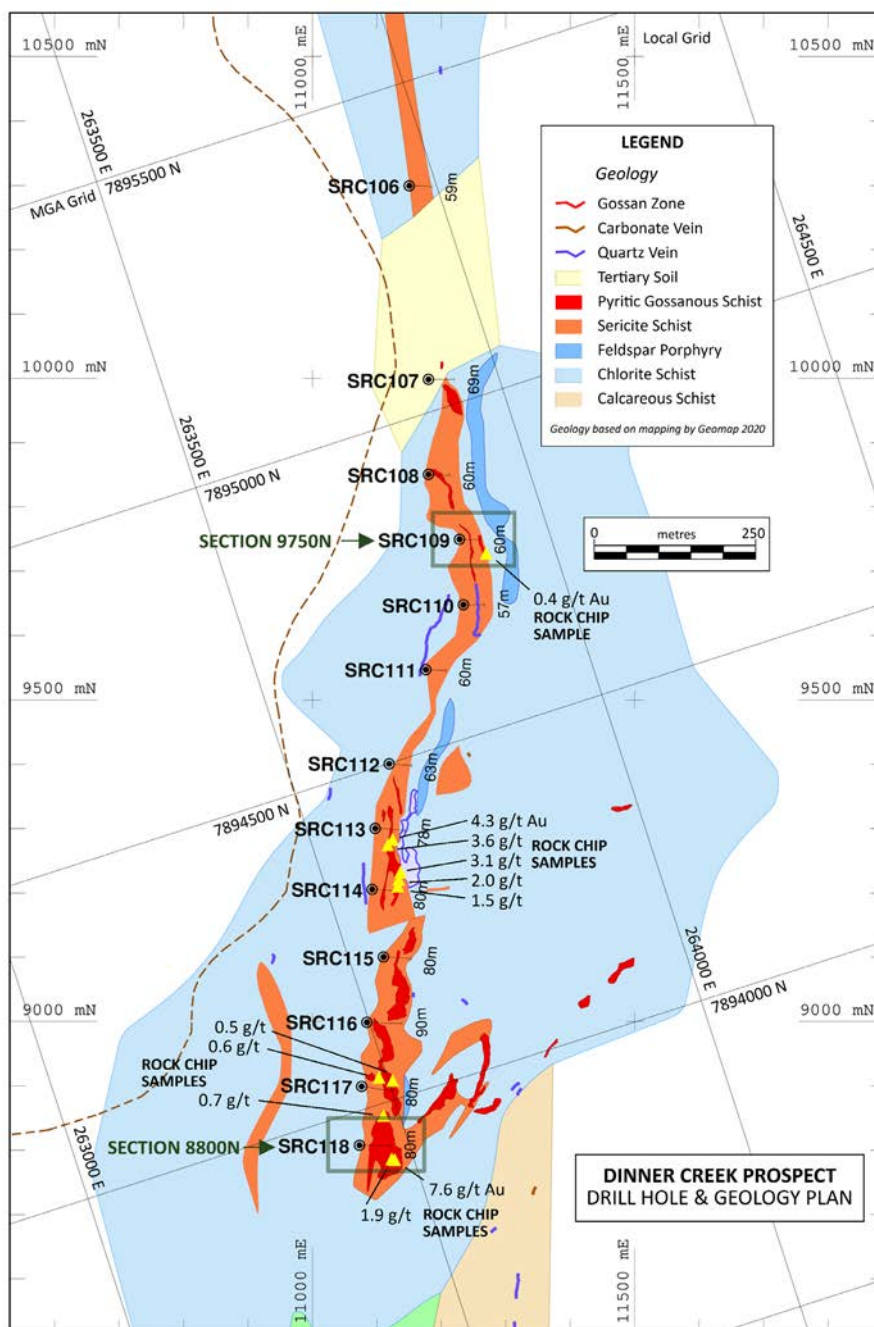 10500 mN
11000 mE
Local Grid
11500 mE
10500 mN
263500 E
7895500 N
MGA Grid
264500 E
LEGEND
Geology
Gossan Zone
Carbonate Vein
Quartz Vein
Tertiary Soil
Pyritic Gossanous Schist
Sericite Schist
Feldspar Porphyry
Chlorite Schist
Calcareous Schist
Geology based on mapping by Geomap 2020
SRC106
59m
10000 mN
10000 mN
SRC107
69m
263500 E
7895000 N
SRC108
60m
0 metres 250
SECTION 9750N
SRC109
60m
0.4 g/t Au
ROCK CHIP
SAMPLE
SRC110
57m
SRC111
60m
9500 mN
9500 mN
SRC112
63m
7894500 N
SRC113
78m
4.3 g/t Au
3.6 g/t
3.1 g/t
2.0 g/t
1.5 g/t
ROCK CHIP
SAMPLES
SRC114
80m
SRC115
80m
264000 E
7894000 N
9000 mN
9000 mN
SRC116
90m
0.5 g/t
0.6 g/t
ROCK CHIP
SAMPLES
SRC117
80m
0.7 g/t
SECTION 8800N
SRC118
80m
263000 E
7.6 g/t Au
1.9 g/t
ROCK CHIP
SAMPLES
DINNER CREEK PROSPECT
DRILL HOLE & GEOLOGY PLAN
11000 mE
11500 mE